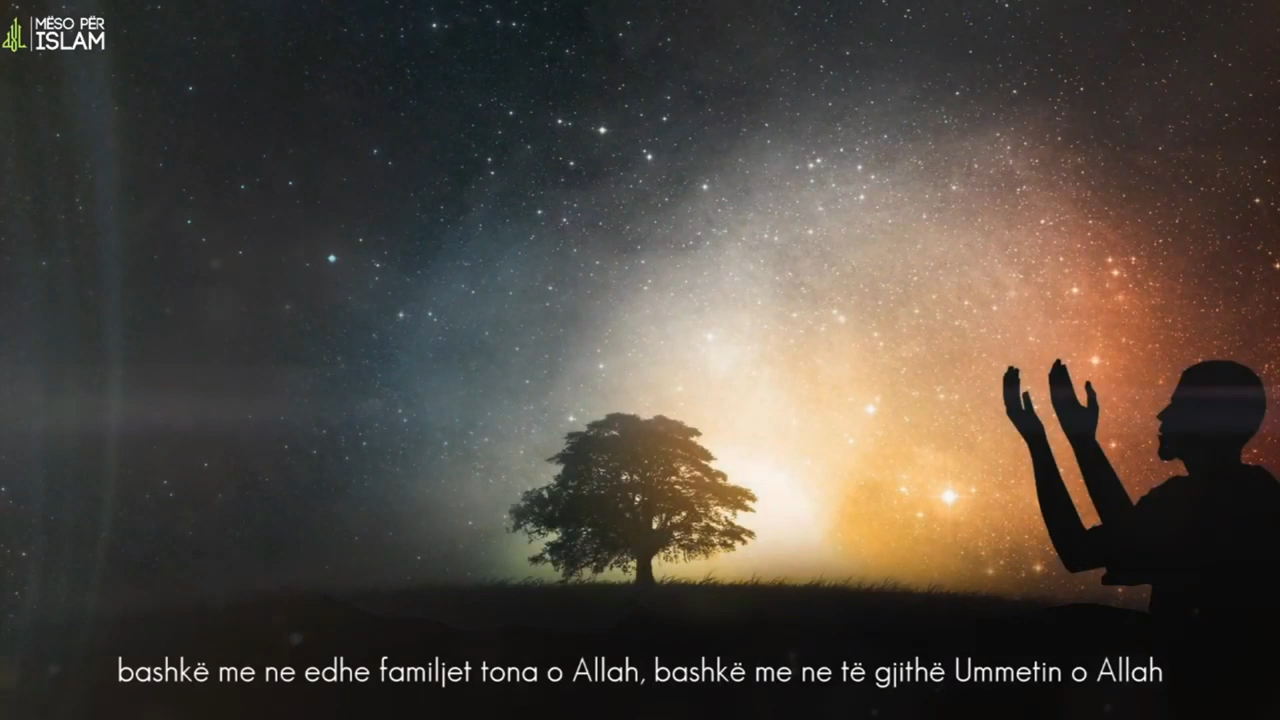 MËSO PËR
ISLAM
bashkë me ne edhe familjet tona o Allah, bashkë me ne të gjithë Ummetin o Allah